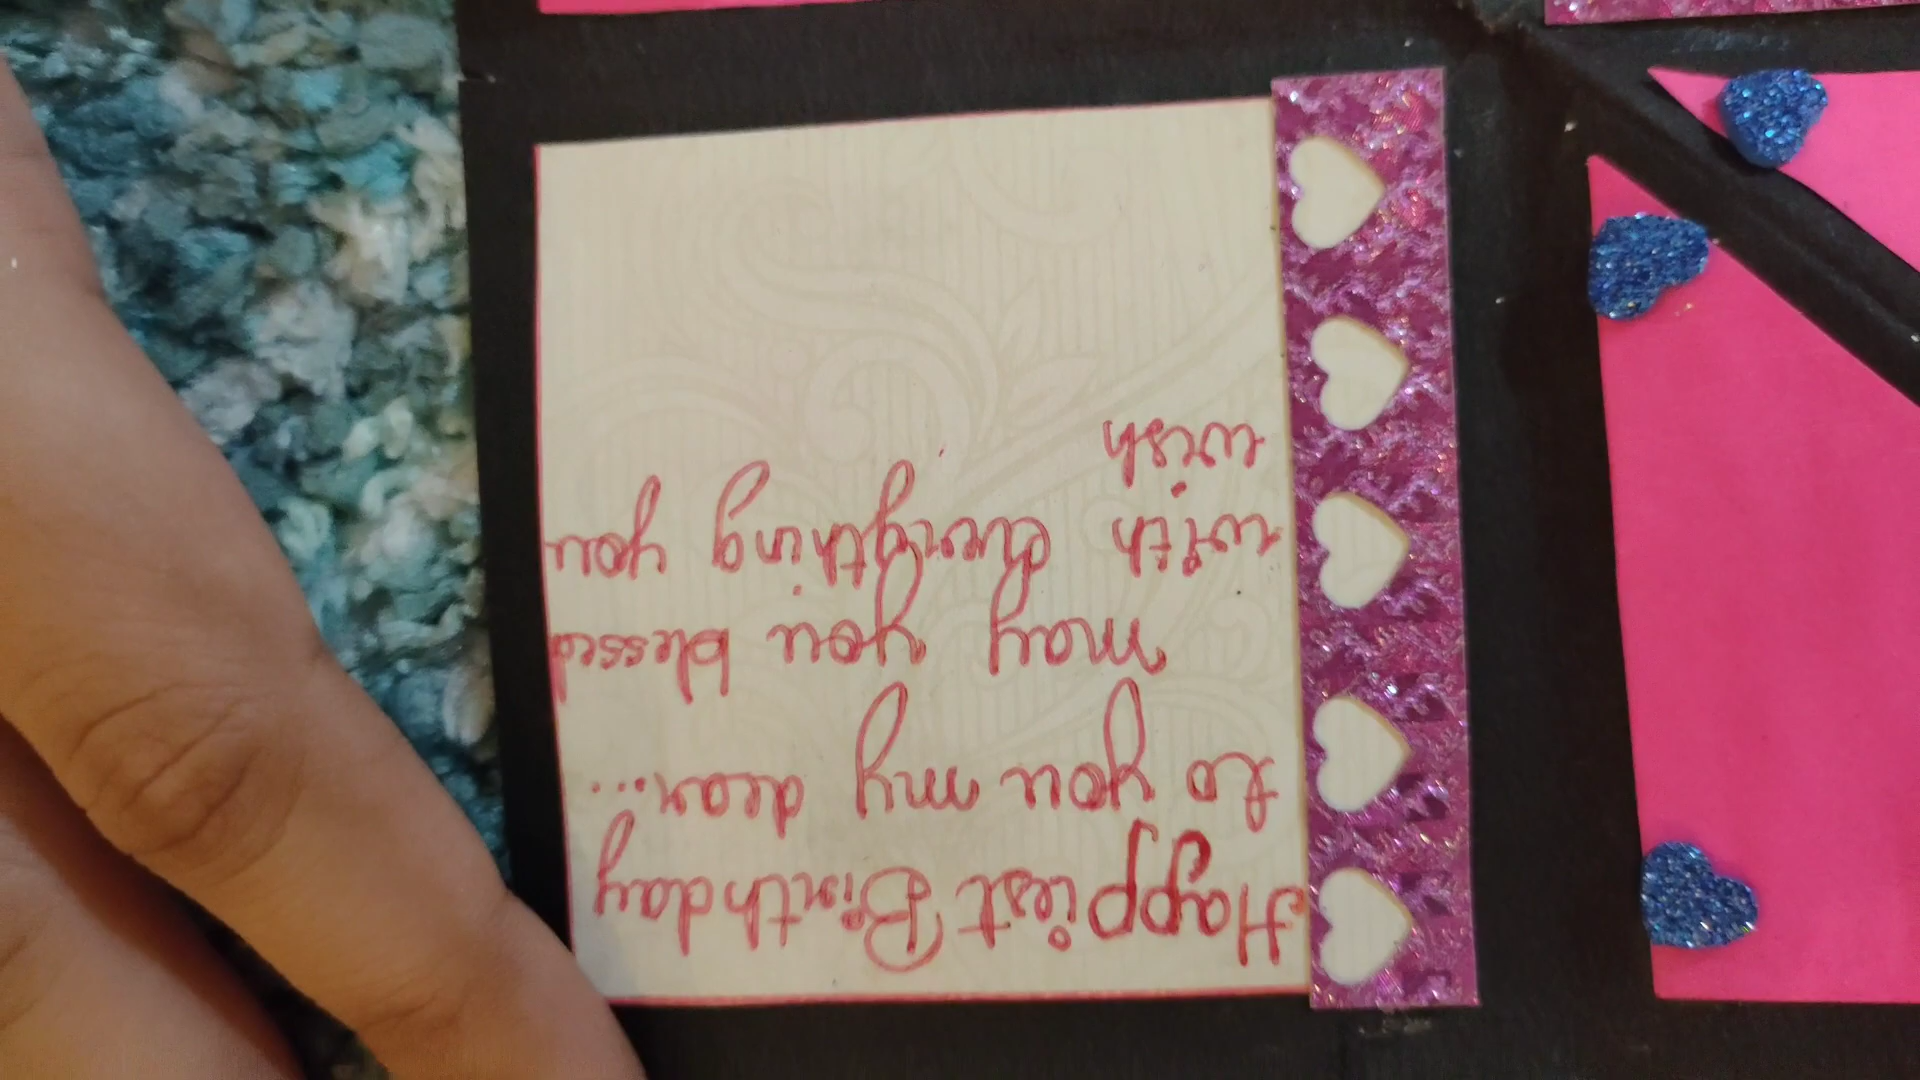 Happiest Birthday
to you my dear...
may you blessed
with everything you
wish